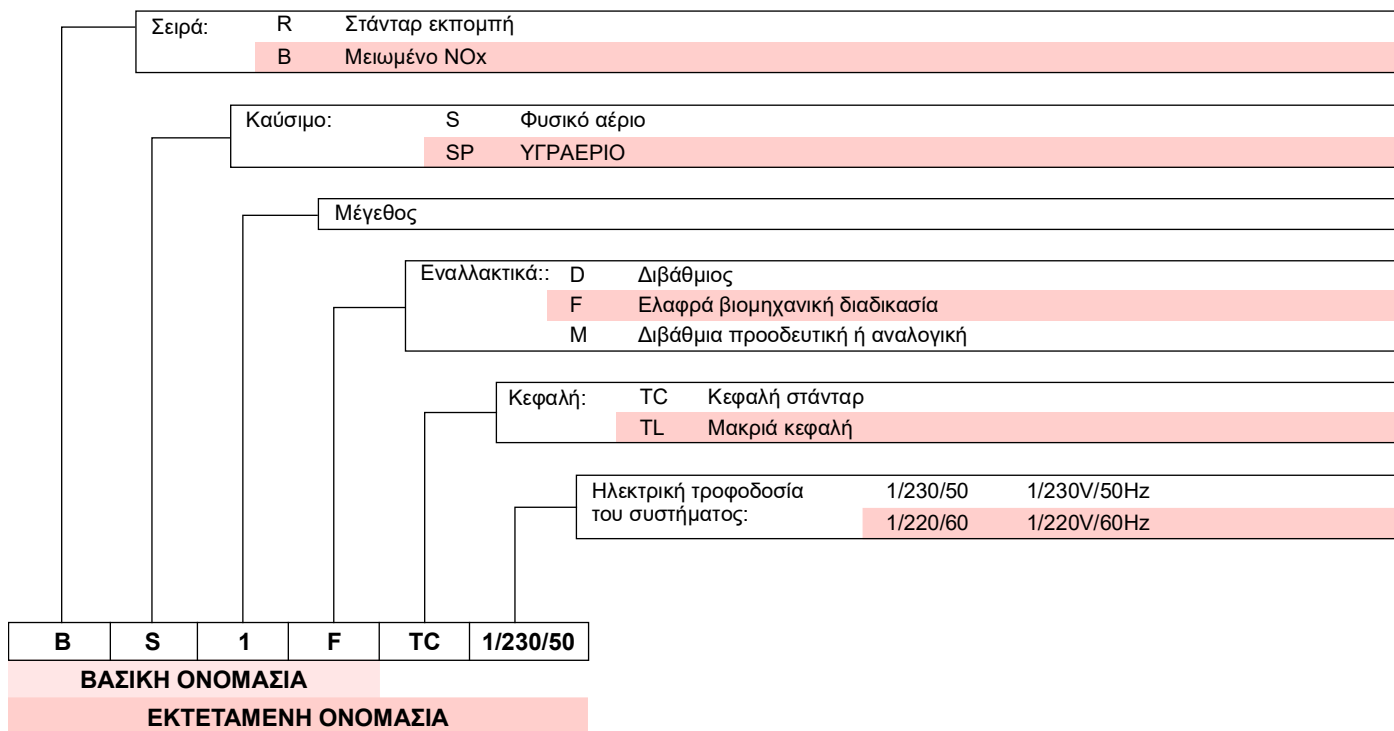 Σειρά: R Στάνταρ εκπομπή
B Μειωμένο NOx
Καύσιμο: S Φυσικό αέριο
SP ΥΓΡΑΕΡΙΟ
Μέγεθος
Εναλλακτικά:: D Διβάθμιος
F Ελαφρά βιομηχανική διαδικασία
M Διβάθμια προοδευτική ή αναλογική
Κεφαλή: TC Κεφαλή στάνταρ
TL Μακριά κεφαλή
Ηλεκτρική τροφοδοσία 1/230/50 1/230V/50Hz
του συστήματος: 1/220/60 1/220V/60Hz
B S 1 F TC 1/230/50
ΒΑΣΙΚΗ ΟΝΟΜΑΣΙΑ
ΕΚΤΕΤΑΜΕΝΗ ΟΝΟΜΑΣΙΑ